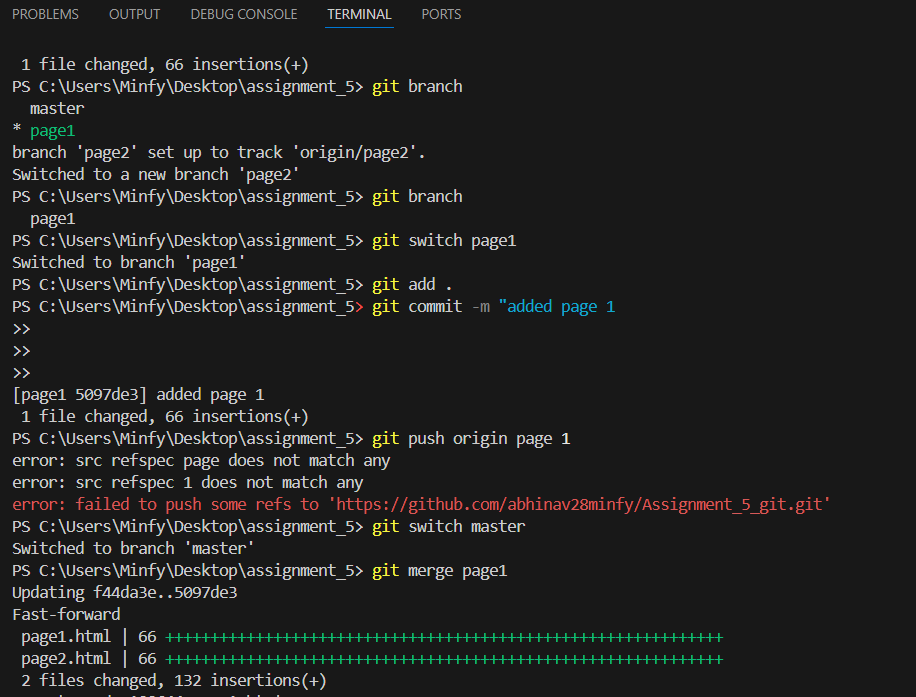 PROBLEMS OUTPUT DEBUG CONSOLE TERMINAL PORTS
1 file changed, 66 insertions(+)
PS C:\Users\Minfy\Desktop\assignment_5> git branch
master
* page1
branch 'page2' set up to track 'origin/page2'.
Switched to a new branch 'page2'
PS C:\Users\Minfy\Desktop\assignment_5> git branch
page1
PS C:\Users\Minfy\Desktop\assignment_5> git switch page1
Switched to branch 'page1'
PS C:\Users\Minfy\Desktop\assignment_5> git add .
PS C:\Users\Minfy\Desktop\assignment_5> git commit -m "added page 1
>>
>>
>>
[page1 5097de3] added page 1
1 file changed, 66 insertions(+)
PS C:\Users\Minfy\Desktop\assignment_5> git push origin page 1
error: src refspec page does not match any
error: src refspec 1 does not match any
error: failed to push some refs to 'https://github.com/abhinav28minfy/Assignment_5_git.git'
PS C:\Users\Minfy\Desktop\assignment_5> git switch master
Switched to branch 'master'
PS C:\Users\Minfy\Desktop\assignment_5> git merge page1
Updating f44da3e..5097de3
Fast-forward
page1.html | 66 ++++++++++++++++++++++++++++++++++++++++++++++++++++++++++++++
page2.html | 66 ++++++++++++++++++++++++++++++++++++++++++++++++++++++++++++++
2 files changed, 132 insertions(+)